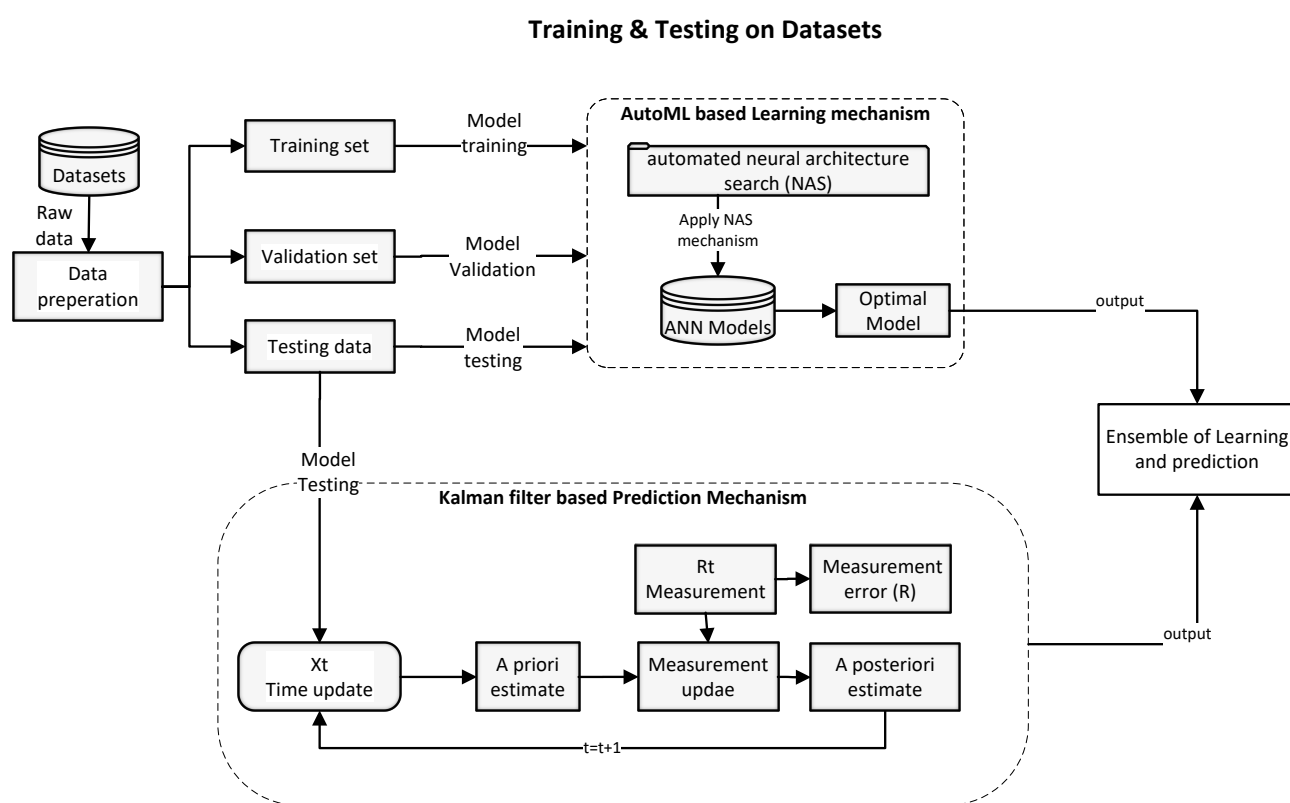 Training & Testing on Datasets
Datasets
Raw
data
Data
preperation
Training set
Validation set
Testing data
Model
training
Model
Validation
Model
testing
AutoML based Learning mechanism
automated neural architecture
search (NAS)
Apply NAS
mechanism
ANN Models
Optimal
Model
output
Ensemble of Learning
and prediction
Model
Testing
Kalman filter based Prediction Mechanism
Rt
Measurement
Measurement
error (R)
Xt
Time update
A priori
estimate
Measurement
updae
A posteriori
estimate
t=t+1
output